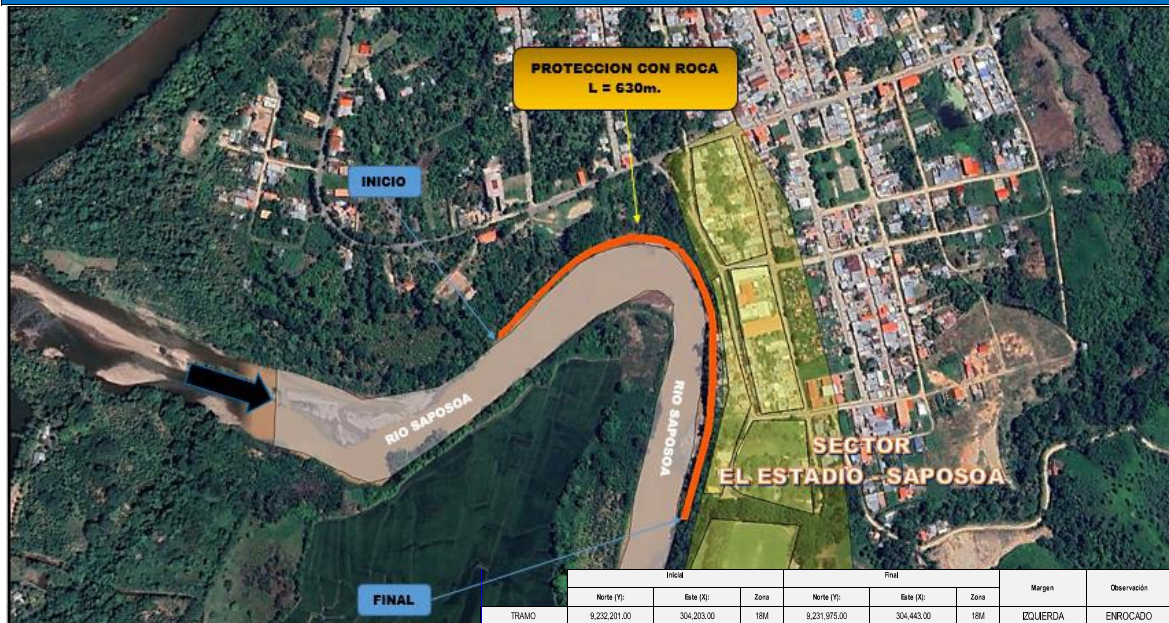 PROTECCION CON ROCA
L = 630m.
INICIO
RIO SAPOSOA
RIO SAPOSOA
SECTOR
EL ESTADIO - SAPOSOA
FINAL
Inicial Final Margen Observación
Norte (Y): Este (X): Zona Norte (Y): Este (X): Zona
TRAMO 9,232,201.00 304,203.00 18M 9,231,975.00 304,443.00 18M IZQUIERDA ENROCADO